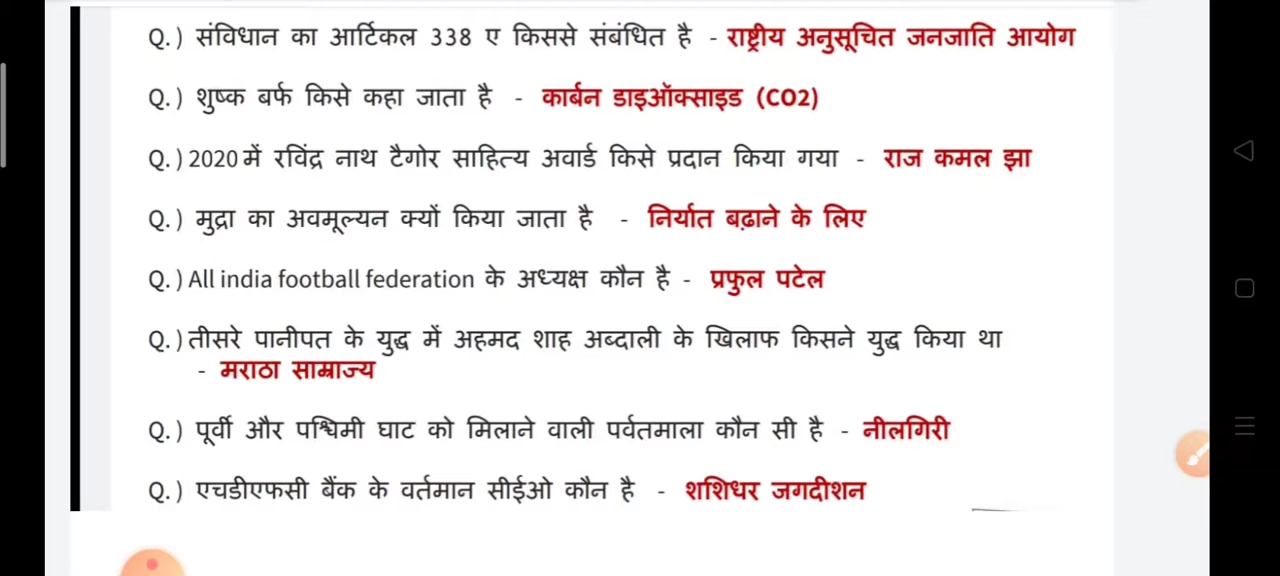 Q.) संविधान का आर्टिकल 338 ए किससे संबंधित है - राष्ट्रीय अनुसूचित जनजाति आयोग
Q.) शुष्क बर्फ किसे कहा जाता है - कार्बन डाइऑक्साइड (CO2)
Q.) 2020 में रविंद्र नाथ टैगोर साहित्य अवार्ड किसे प्रदान किया गया - राज कमल झा
Q.) मुद्रा का अवमूल्यन क्यों किया जाता है - निर्यात बढ़ाने के लिए
Q.) All india football federation के अध्यक्ष कौन है - प्रफुल पटेल
Q.) तीसरे पानीपत के युद्ध में अहमद शाह अब्दाली के खिलाफ किसने युद्ध किया था
- मराठा साम्राज्य
Q.) पूर्वी और पश्चिमी घाट को मिलाने वाली पर्वतमाला कौन सी है - नीलगिरी
Q.) एचडीएफसी बैंक के वर्तमान सीईओ कौन है - शशिधर जगदीशन